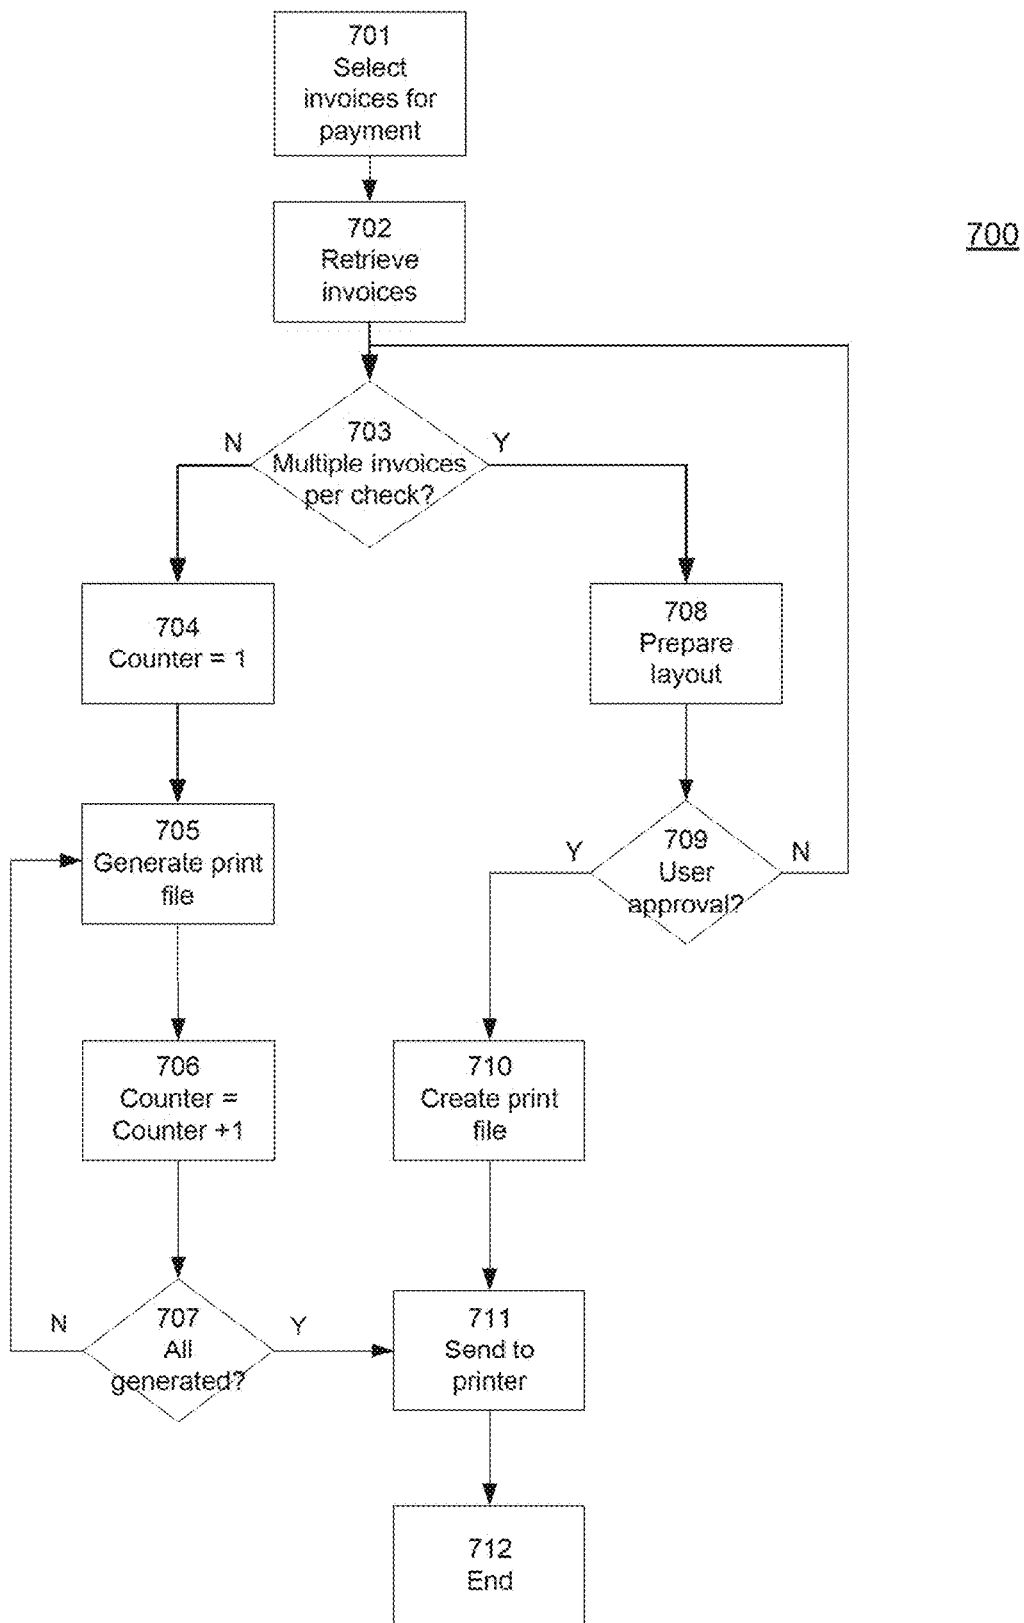 701
Select
invoices for
payment
702
Retrieve
invoices
700
N
703
Y
Multiple invoices
per check?
704
Counter = 1
708
Prepare
layout
705
Generate print
file
Y
709
N
User
approval?
706
Counter =
Counter +1
710
Create print
file
N
707
Y
All
generated?
711
Send to
printer
712
End